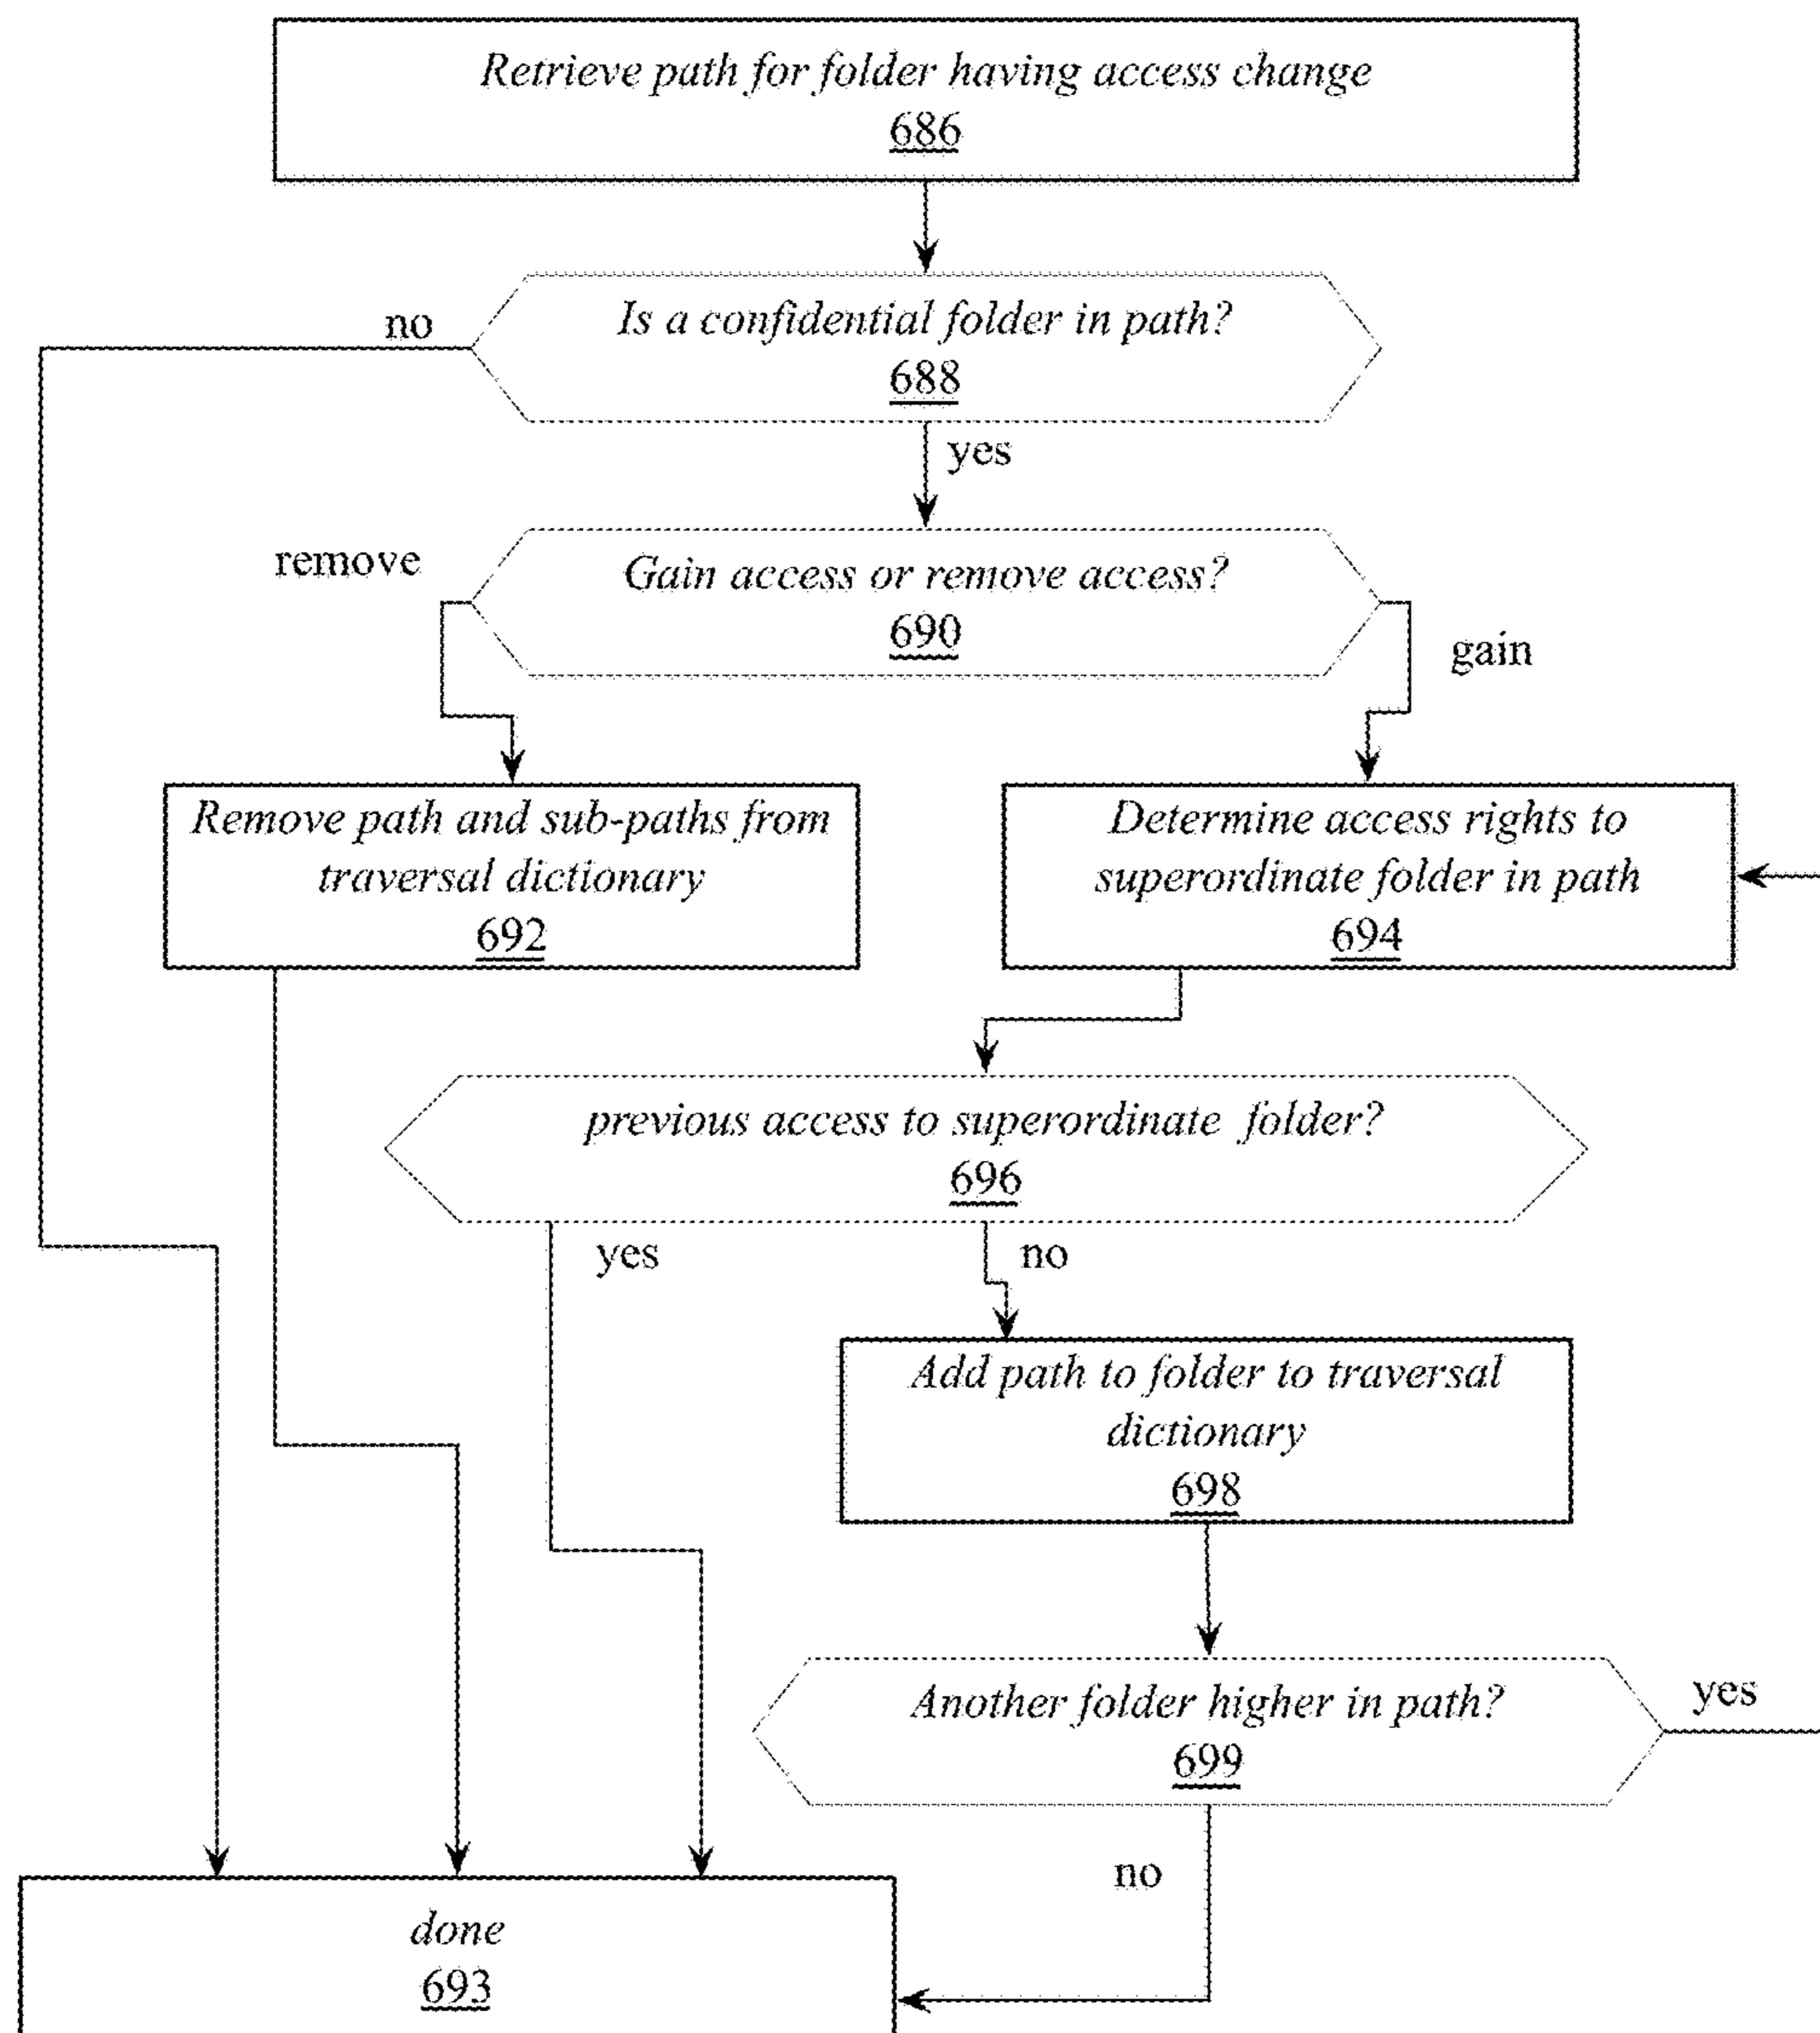 Retrieve path for folder having access change
686
no
Is a confidential folder in path?
688
yes
remove
Gain access or remove access?
690
gain
Remove path and sub-paths from
traversal dictionary
692
Determine access rights to
superordinate folder in path
694
previous access to superordinate folder?
696
yes
no
Add path to folder to traversal
dictionary
698
Another folder higher in path?
699
yes
no
done
693